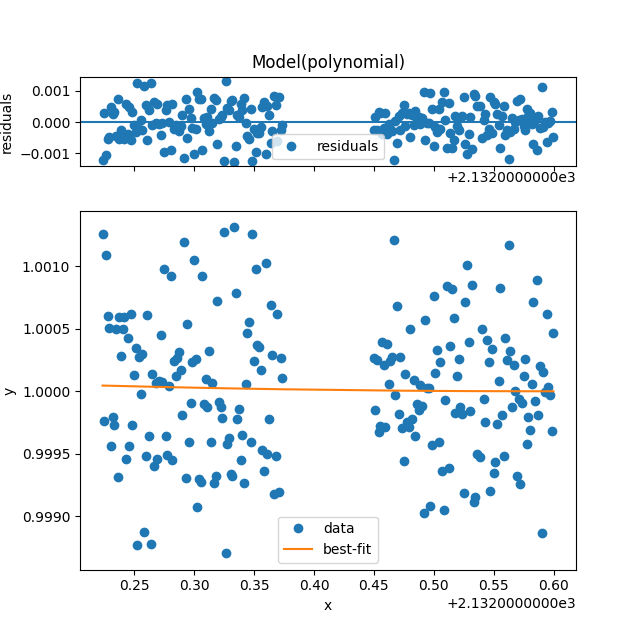 Model(polynomial)
residuals
0.001
0.000
−0.001
residuals
+2.1320000000e3
y
1.0010
1.0005
1.0000
0.9995
0.9990
data
best-fit
0.25 0.30 0.35 0.40 0.45 0.50 0.55 0.60
x
+2.1320000000e3